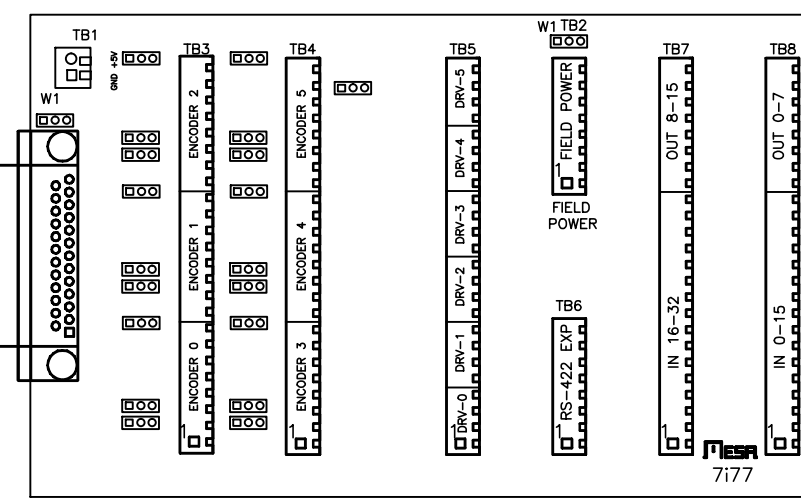 TB1
+5V
GND
W1
TB3
ENCODER 2
ENCODER 1
ENCODER 0
1
TB4
ENCODER 5
ENCODER 4
ENCODER 3
1
TB5
DRV-5
DRV-4
DRV-3
DRV-2
DRV-1
DRV-0
1
W1 TB2
FIELD POWER
1
FIELD
POWER
TB6
RS-422 EXP
1
TB7
OUT 8-15
IN 16-32
1
TB8
OUT 0-7
IN 0-15
1
MESA
7i77